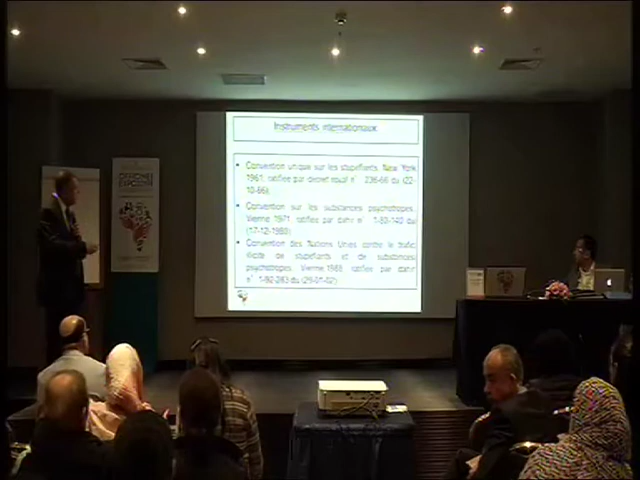 Instruments internationaux
• Convention unique sur les stupéfiants, New York
1961, ratifiée par décret royal n° 236-66 du (22-
10-66)
• Convention sur les substances psychotropes,
Vienne 1971, ratifiée par dahir n° 1-80-140 du
(17-12-1980)
• Convention des Nations Unies contre le trafic
illicite de stupéfiants et de substances
psychotropes, Vienne 1988, ratifiée par dahir
n° 1-92-283 du (29-01-02)
OFFICINES
EXPO